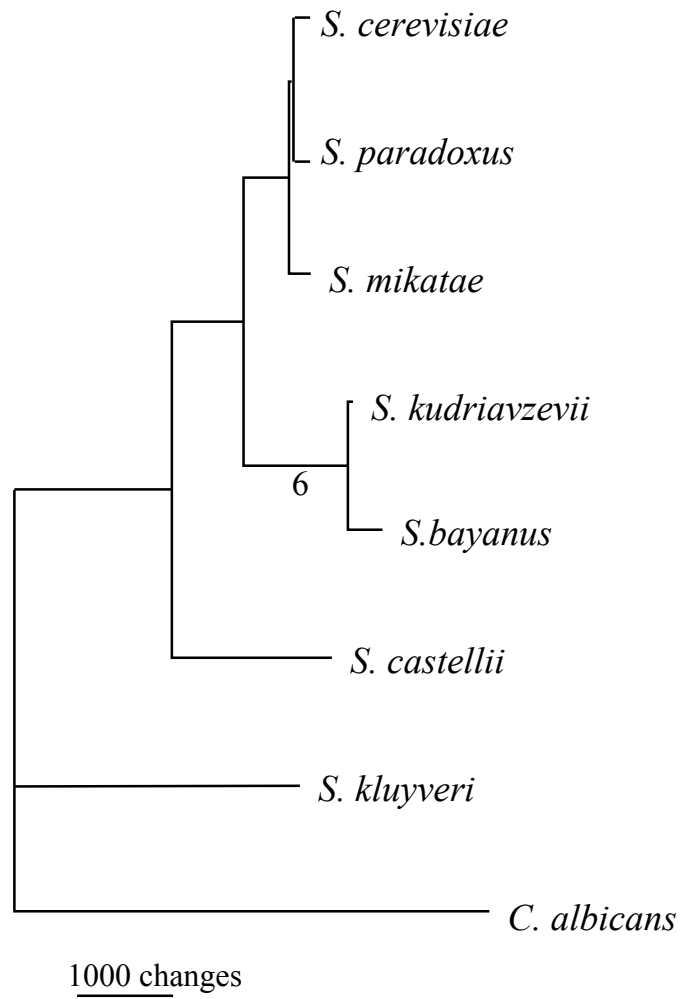 S. cerevisiae
S. paradoxus
S. mikatae
S. kudriavzevii
6
S.bayanus
S. castellii
S. kluyveri
C. albicans
1000 changes